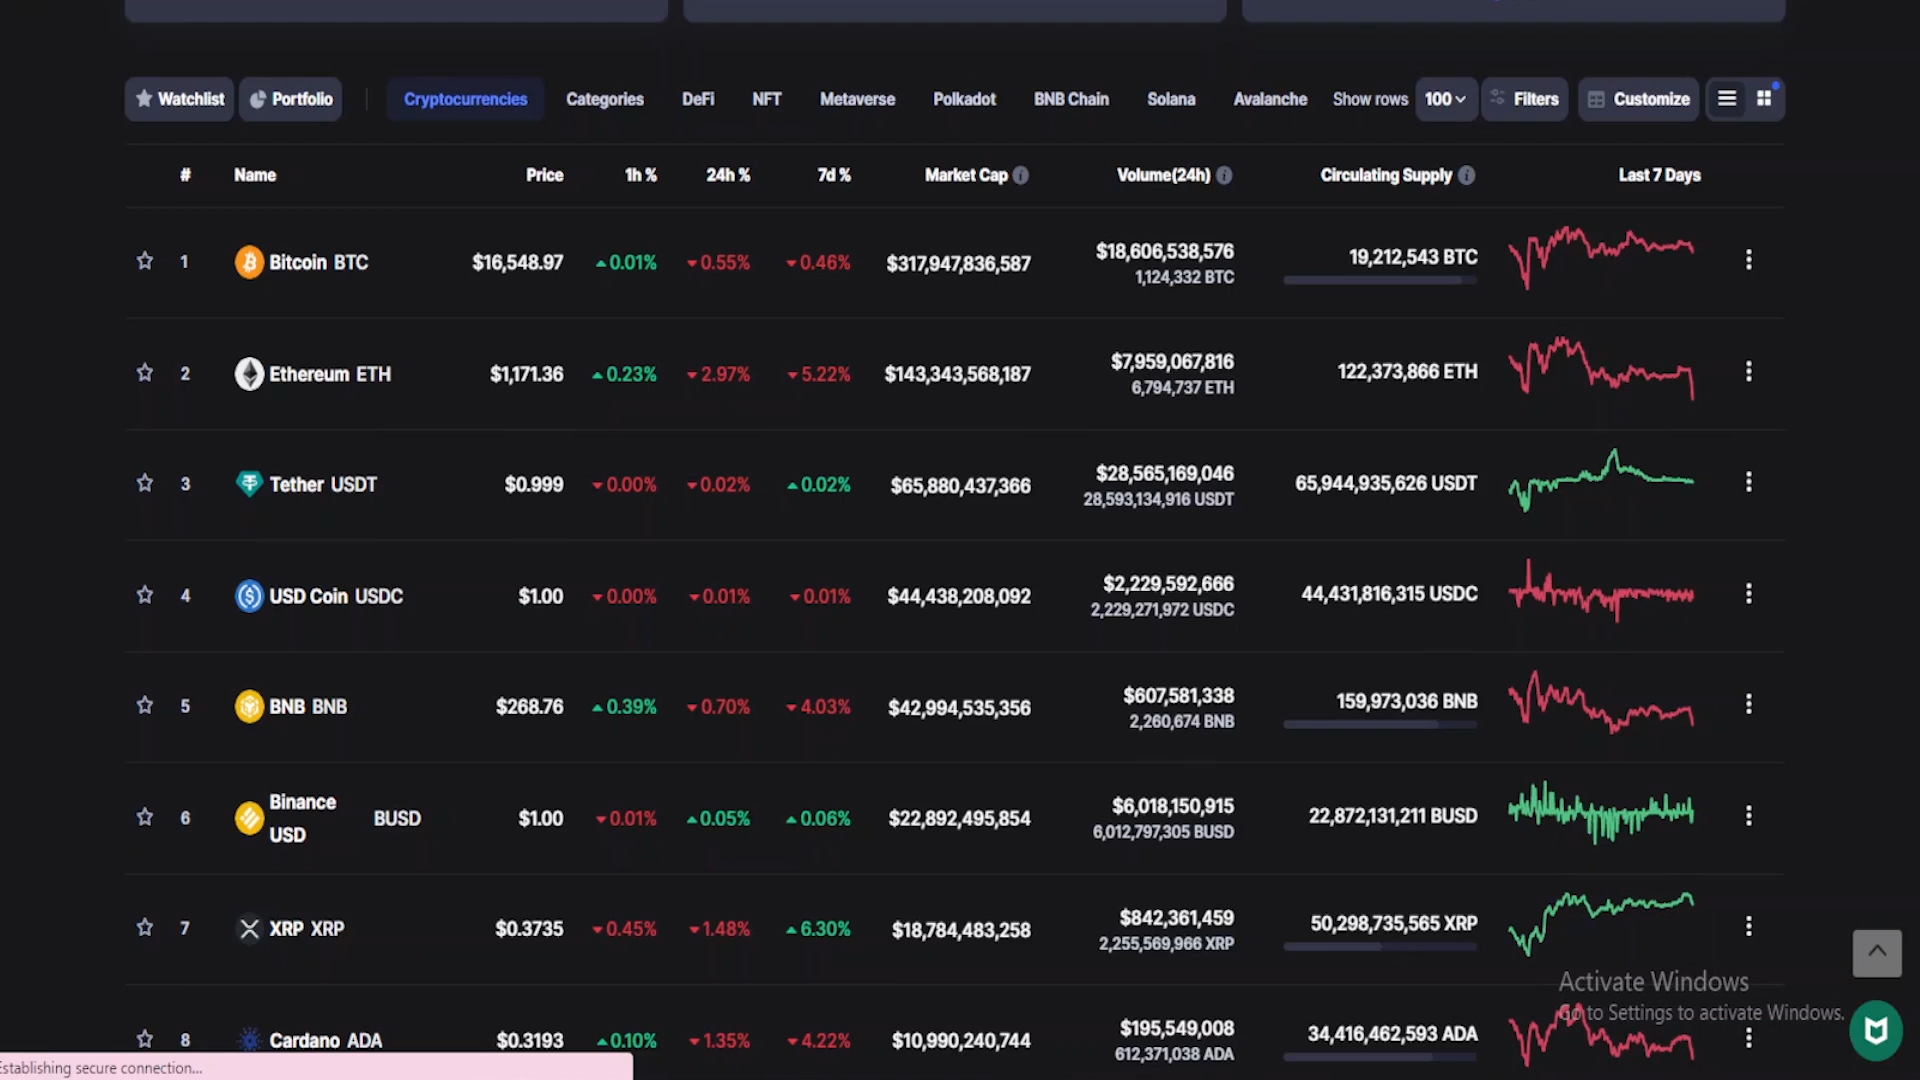 Watchlist Portfolio Cryptocurrencies Categories DeFi NFT Metaverse Polkadot BNB Chain Solana Avalanche Show rows 100 Filters Customize
# Name Price 1h % 24h % 7d % Market Cap Volume(24h) Circulating Supply Last 7 Days
1 Bitcoin BTC $16,548.97 0.01% 0.55% 0.46% $317,947,836,587 $18,606,538,576 19,212,543 BTC
1,124,332 BTC
2 Ethereum ETH $1,171.36 0.23% 2.97% 5.22% $143,343,568,187 $7,959,067,816 122,373,866 ETH
6,794,737 ETH
3 Tether USDT $0.999 0.00% 0.02% 0.02% $65,880,437,366 $28,565,169,046 65,944,935,626 USDT
28,593,134,916 USDT
4 USD Coin USDC $1.00 0.00% 0.01% 0.01% $44,438,208,092 $2,229,592,666 44,431,816,315 USDC
2,229,271,972 USDC
5 BNB BNB $268.76 0.39% 0.70% 4.03% $42,994,535,356 $607,581,338 159,973,036 BNB
2,260,674 BNB
6 Binance USD BUSD $1.00 0.01% 0.05% 0.06% $22,892,495,854 $6,018,150,915 22,872,131,211 BUSD
6,012,797,305 BUSD
7 XRP XRP $0.3735 0.45% 1.48% 6.30% $18,784,483,258 $842,361,459 50,298,735,565 XRP
2,255,569,966 XRP
8 Cardano ADA $0.3193 0.10% 1.35% 4.22% $10,990,240,744 $195,549,008 34,416,462,593 ADA
612,371,038 ADA
Activate Windows
Go to Settings to activate Windows.
Establishing secure connection...